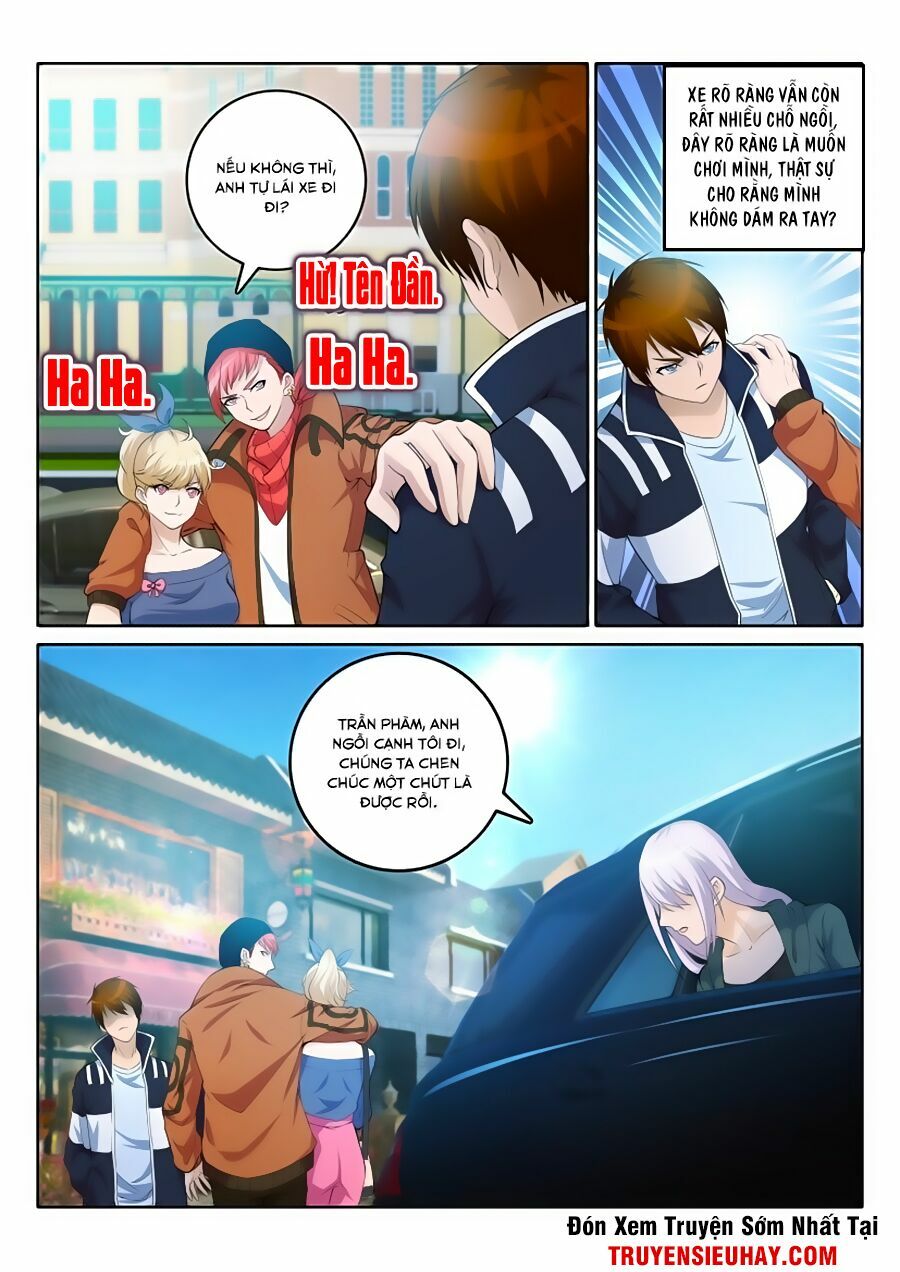 NẾU KHÔNG THÌ,
ANH TỰ LÁI XE ĐI
ĐI?
Hừ! Tên Đần.
Ha Ha.
Ha Ha.
XE RÕ RÀNG VẪN CÒN
RẤT NHIỀU CHỖ NGỒI,
ĐÂY RÕ RÀNG LÀ MUỐN
CHƠI MÌNH, THẬT SỰ
CHO RẰNG MÌNH
KHÔNG DÁM RA TAY?
TRẦN PHÀM, ANH
NGỒI CẠNH TÔI ĐI,
CHÚNG TA CHEN
CHÚC MỘT CHÚT LÀ
ĐƯỢC RỒI.
Đón Xem Truyện Sớm Nhất Tại
TRUYENSIEUHAY.COM